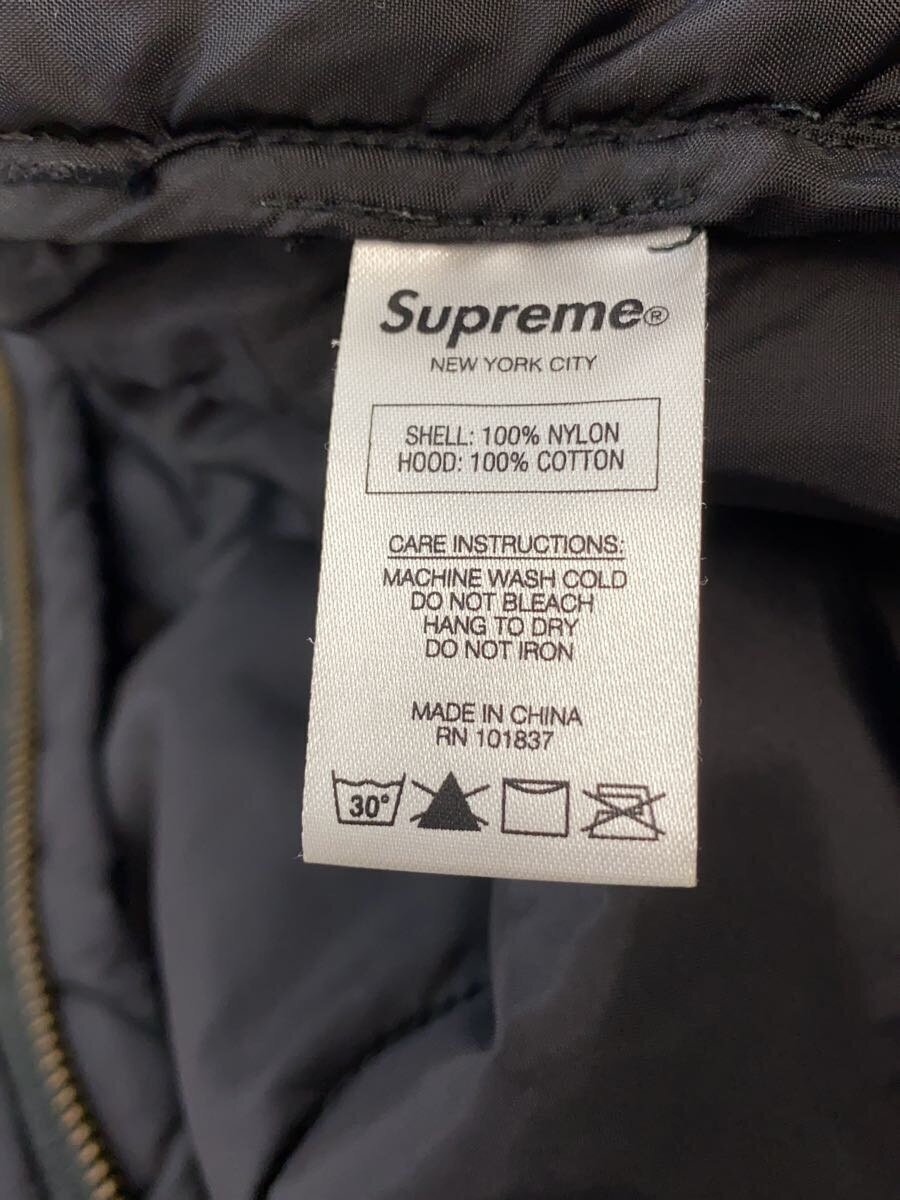 Supreme®
NEW YORK CITY
SHELL: 100% NYLON
HOOD: 100% COTTON
CARE INSTRUCTIONS:
MACHINE WASH COLD
DO NOT BLEACH
HANG TO DRY
DO NOT IRON
MADE IN CHINA
RN 101837
30°